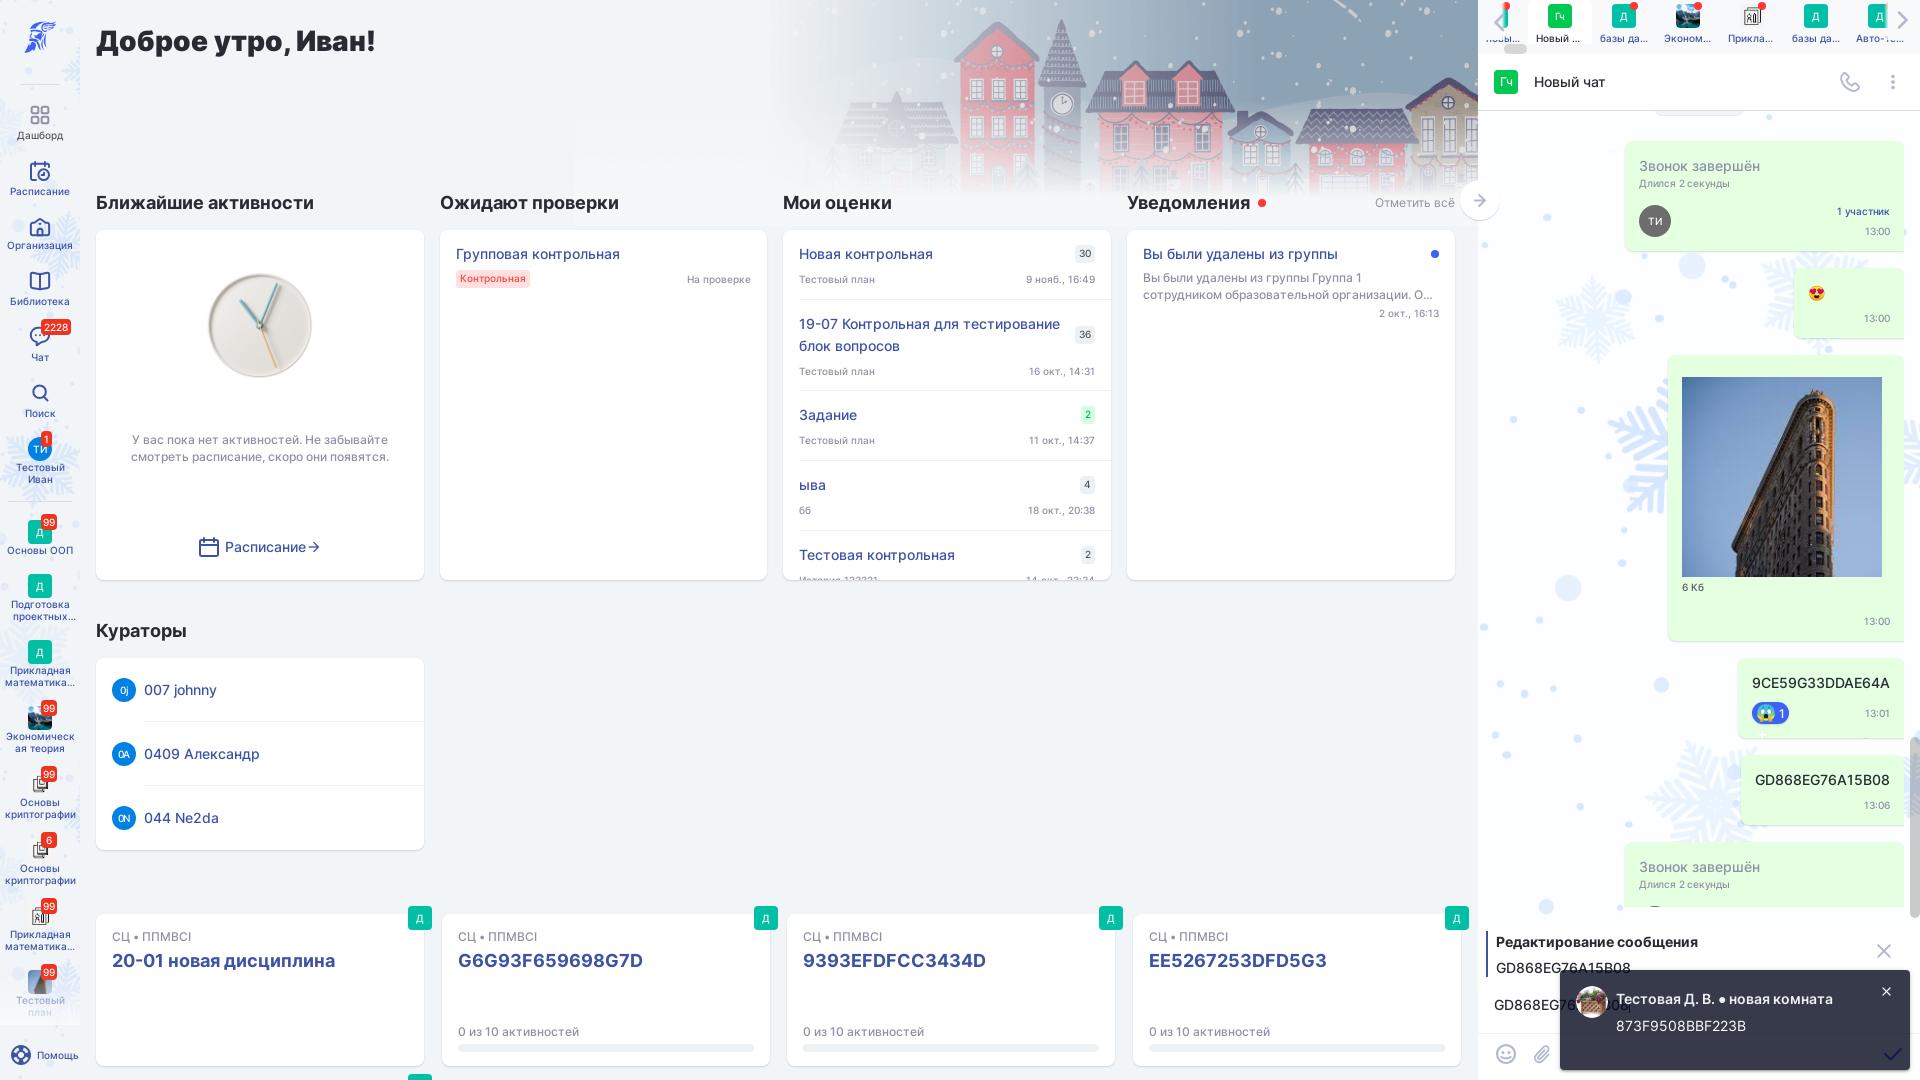 Доброе утро, Иван!
Дашборд
Расписание
Организация
Библиотека
2228
Чат
Поиск
ТИ
1
Тестовый
Иван
99
Д
Основы ООП
Д
Подготовка
проектных...
Д
Прикладная
математика...
99
Экономическ
ая теория
99
Основы
криптографии
6
Основы
криптографии
99
Прикладная
математика...
99
Тестовый
план
Помощь
Ближайшие активности
У вас пока нет активностей. Не забывайте
смотреть расписание, скоро они появятся.
Расписание
Ожидают проверки
Групповая контрольная
Контрольная
На проверке
Мои оценки
Новая контрольная
30
Тестовый план
9 нояб., 16:49
19-07 Контрольная для тестирование
блок вопросов
36
Тестовый план
16 окт., 14:31
Задание
2
Тестовый план
11 окт., 14:37
ыва
4
бб
18 окт., 20:38
Тестовая контрольная
2
Уведомления
Отметить всё
Вы были удалены из группы
Вы были удалены из группы Группа 1
сотрудником образовательной организации. О...
2 окт., 16:13
Кураторы
0j
007 johnny
0А
0409 Александр
0N
044 Ne2da
Д
СЦ • ППМВСI
20-01 новая дисциплина
Д
СЦ • ППМВСI
G6G93F659698G7D
0 из 10 активностей
Д
СЦ • ППМВСI
9393EFDFCC3434D
0 из 10 активностей
Д
СЦ • ППМВСI
EE5267253DFD5G3
0 из 10 активностей
Гч
Новый ...
Д
базы да...
Эконом...
Прикла...
Д
базы да...
Д
Гч
Новый чат
Звонок завершён
Длился 2 секунды
ТИ
1 участник
13:00
13:00
6 Кб
13:00
9CE59G33DDAE64A
1
13:01
GD868EG76A15B08
13:06
Звонок завершён
Длился 2 секунды
Редактирование сообщения
GD868EG76A15B08
Тестовая Д. В. • новая комната
873F9508BBF223B